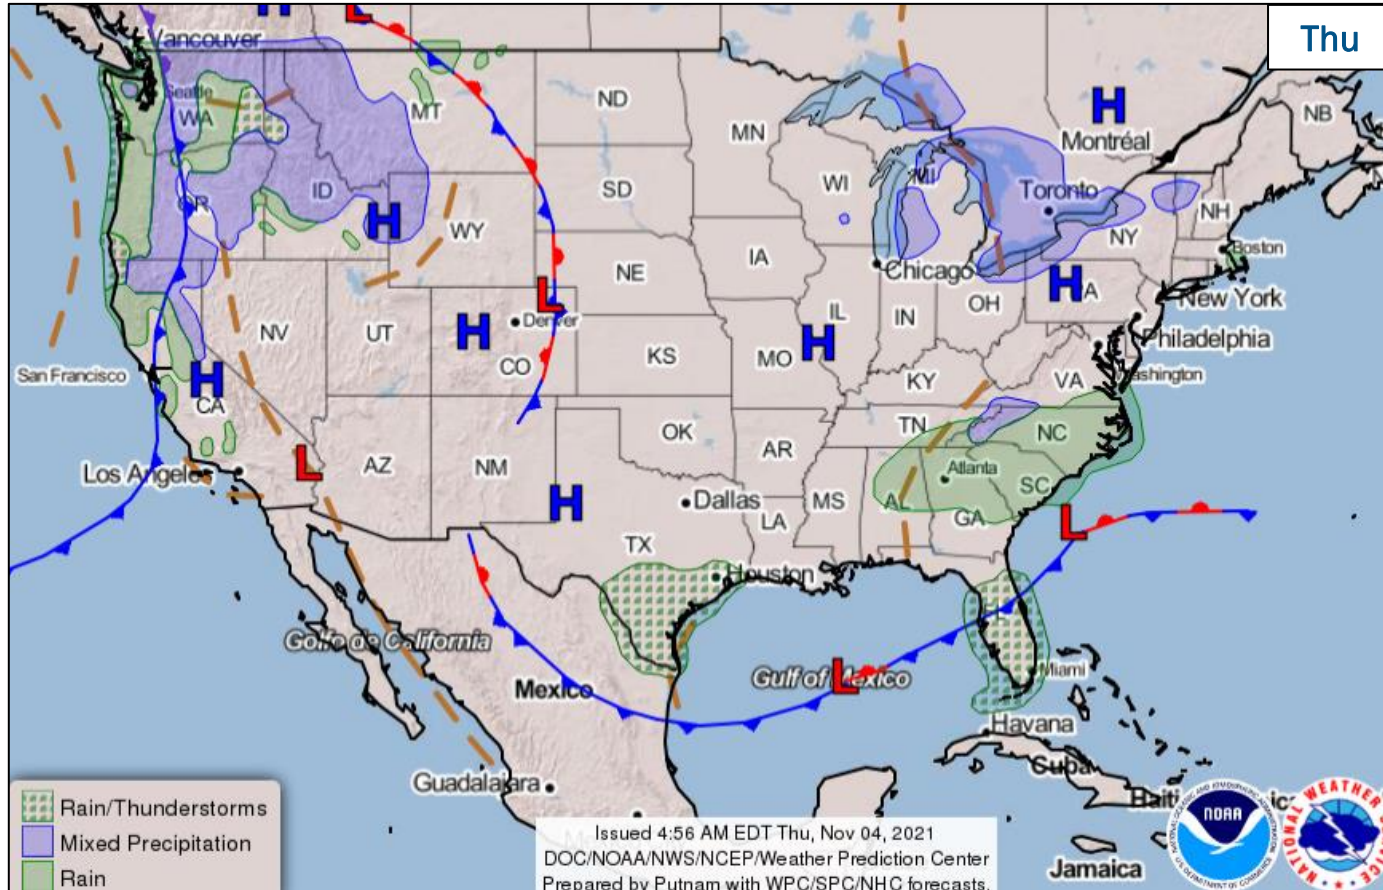 Thu
H
L
Vancouver
Seattle
WA
MT
ND
MN
H
Montréal
NB
OR
ID
H
WY
SD
WI
MI
Toronto
NY
NH
Boston
NE
IA
Chicago
H
PA
New York
L
NV
UT
H
Denver
CO
KS
MO
IL
H
IN
OH
Philadelphia
Washington
San Francisco
H
CA
KY
VA
TN
NC
Los Angeles
L
AZ
NM
OK
AR
Atlanta
H
Dallas
LA
MS
AL
GA
SC
L
TX
Houston
FL
Golfo de California
Mexico
Gulf of Mexico
L
Miami
Havana
Cuba
Guadalajara
Haiti
Jamaica
Rain/Thunderstorms
Mixed Precipitation
Rain
Issued 4:56 AM EDT Thu, Nov 04, 2021
DOC/NOAA/NWS/NCEP/Weather Prediction Center
Prepared by Putnam with WPC/SPC/NHC forecasts.
NOAA
NATIONAL WEATHER